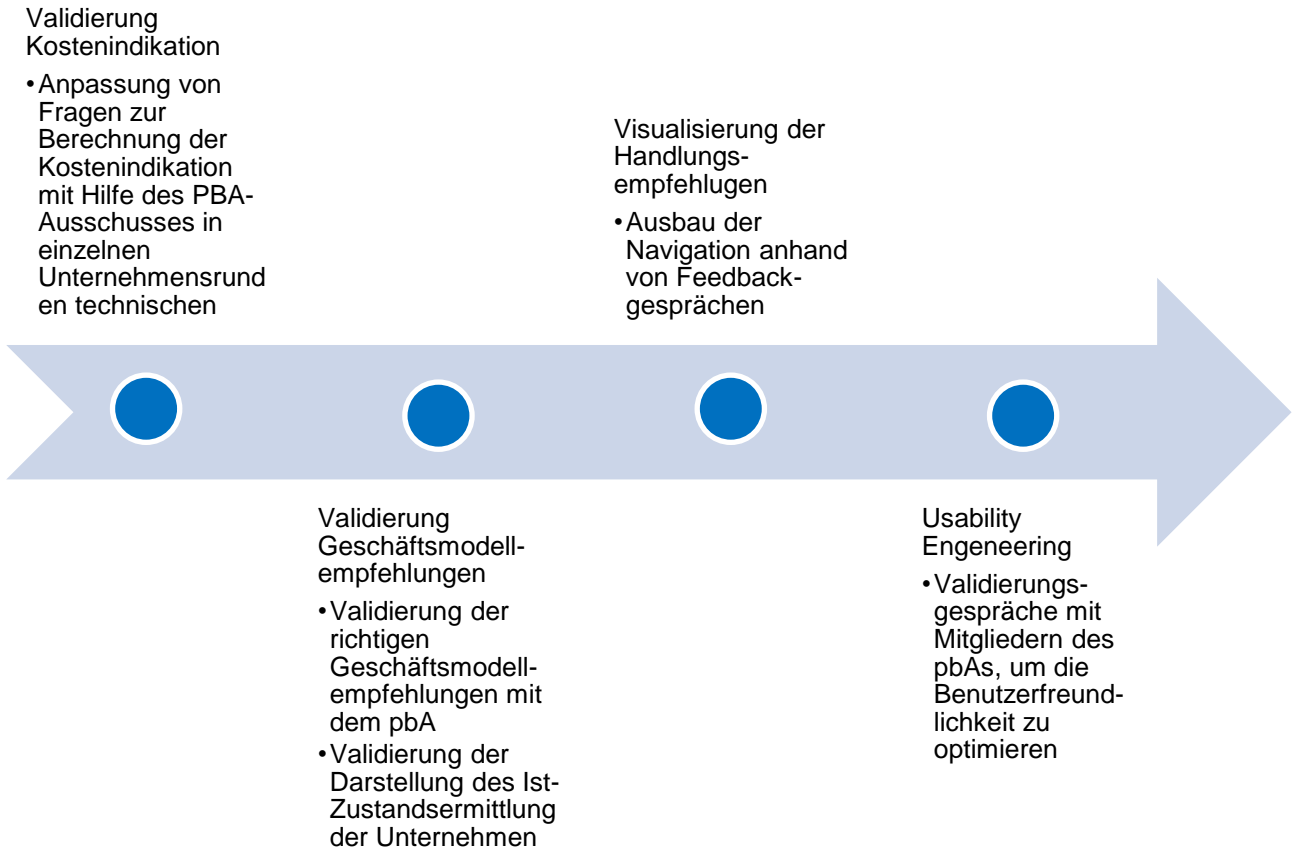 Validierung
Kostenindikation
•Anpassung von
Fragen zur
Berechnung der
Kostenindikation
mit Hilfe des PBA-
Ausschusses in
einzelnen
Unternehmensrund
en technischen
Validierung
Geschäftsmodell-
empfehlungen
•Validierung der
richtigen
Geschäftsmodell-
empfehlungen mit
dem pbA
•Validierung der
Darstellung des Ist-
Zustandsermittlung
der Unternehmen
Visualisierung der
Handlungs-
empfehlugen
•Ausbau der
Navigation anhand
von Feedback-
gesprächen
Usability
Engeneering
•Validierungs-
gespräche mit
Mitgliedern des
pbAs, um die
Benutzerfreund-
lichkeit zu
optimieren